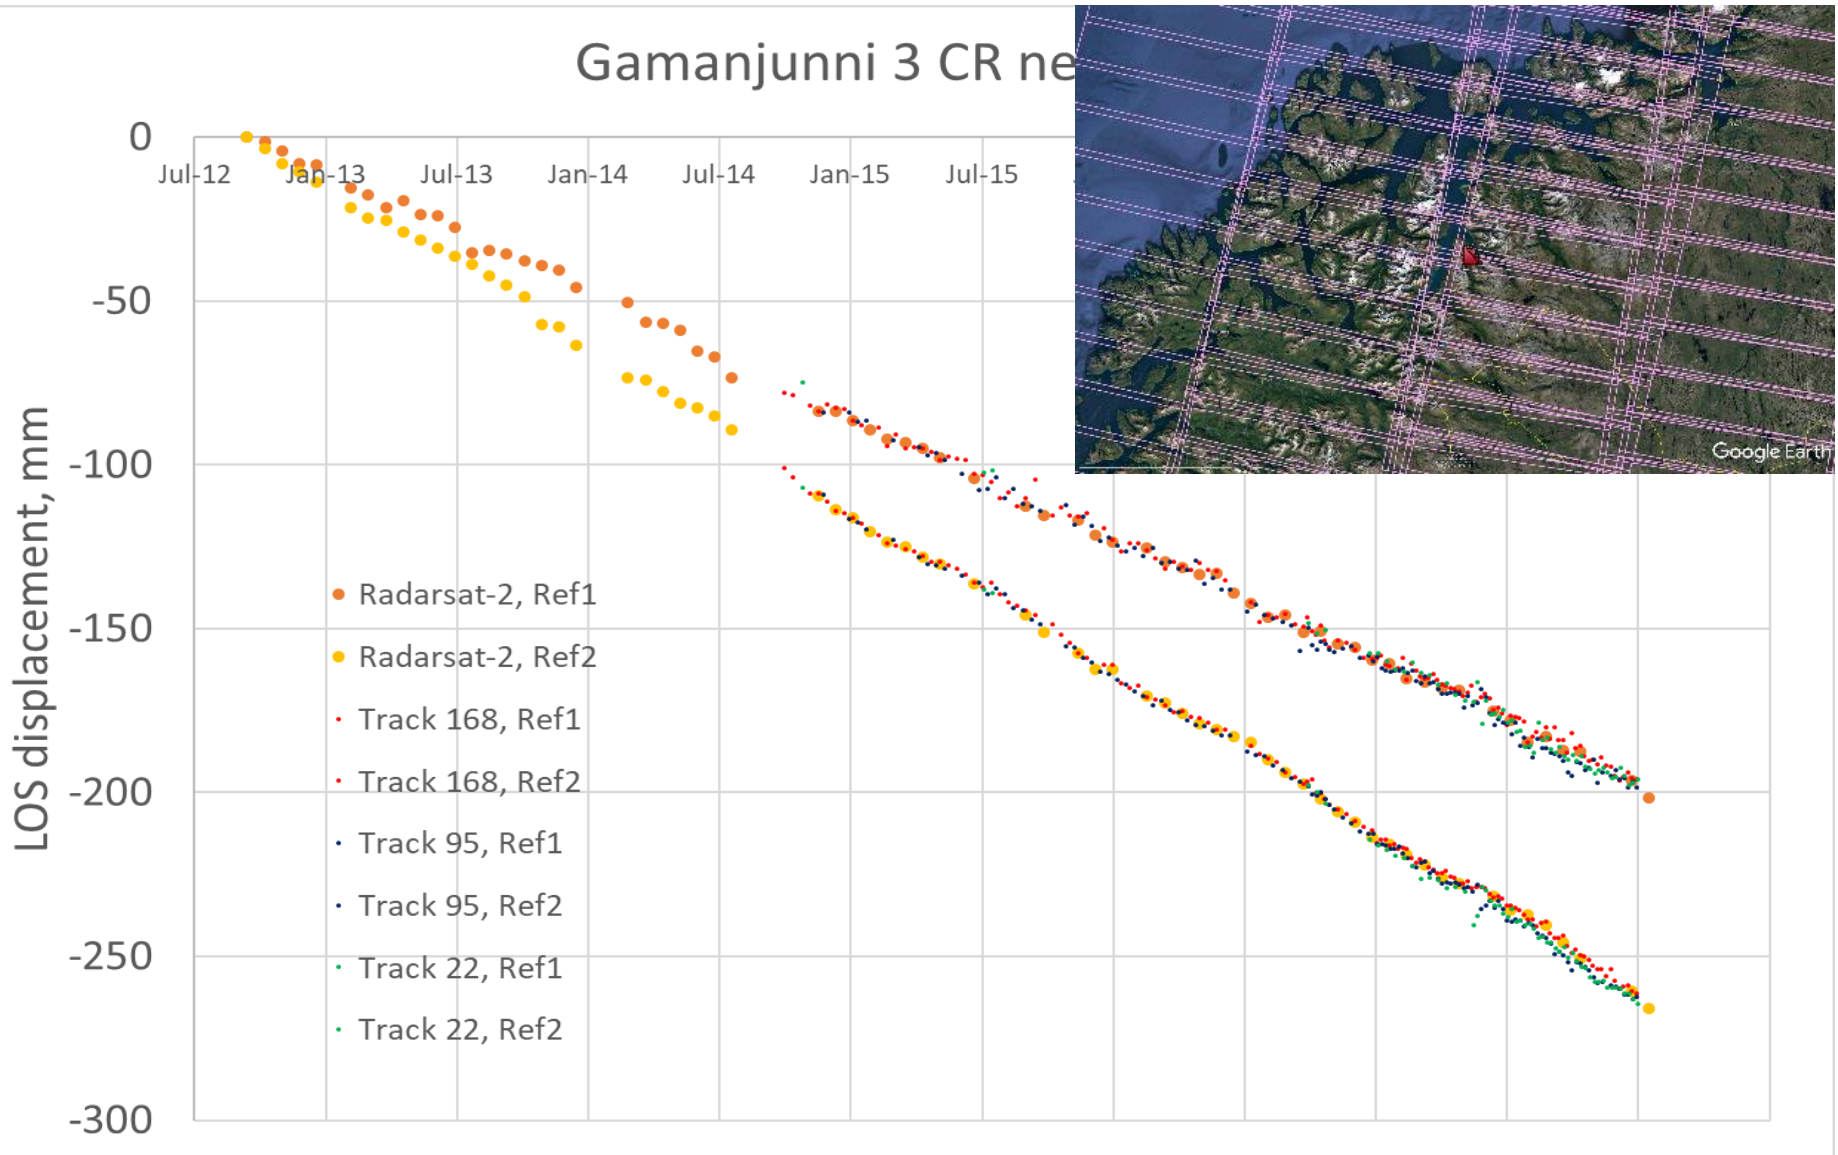 Gamanjunni 3 CR ne
0
Jul-12
Jan-13
Jul-13
Jan-14
Jul-14
Jan-15
Jul-15
-50
-100
-150
-200
-250
-300
LOS displacement, mm
Radarsat-2, Ref1
Radarsat-2, Ref2
Track 168, Ref1
Track 168, Ref2
Track 95, Ref1
Track 95, Ref2
Track 22, Ref1
Track 22, Ref2
Google Earth